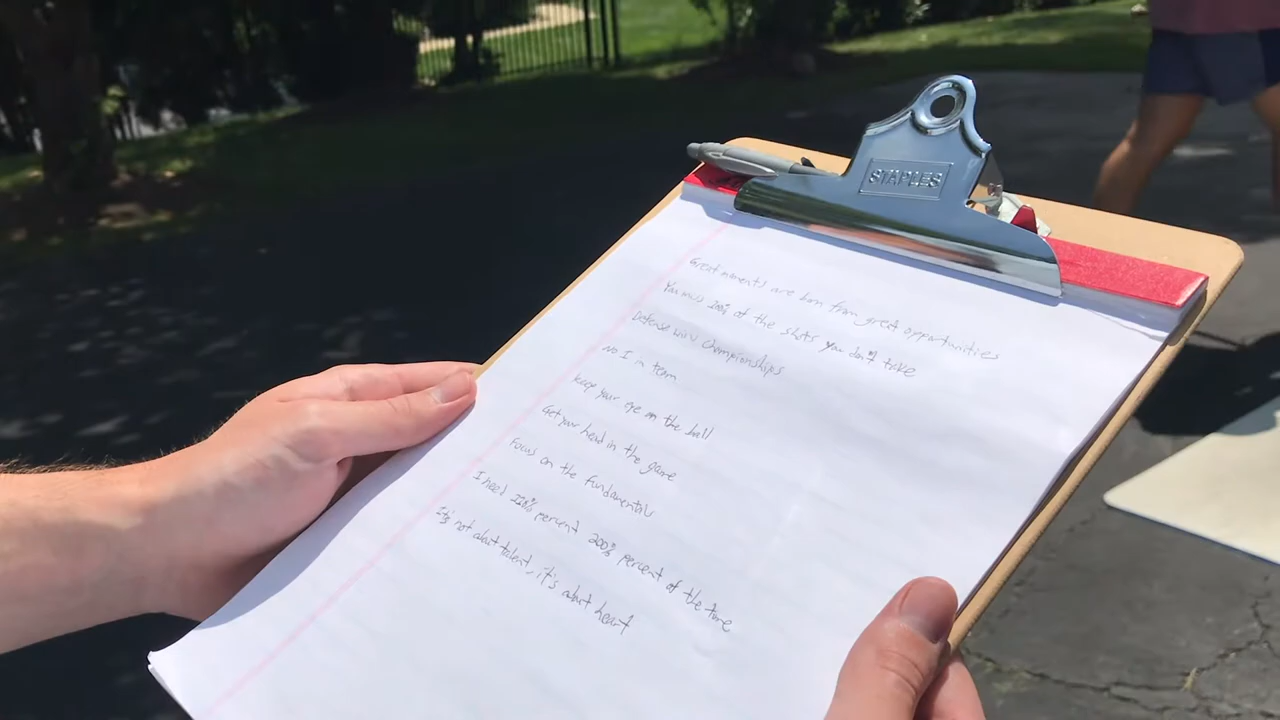 STAPLES
Great moments are born from great opportunities
You miss 100% of the shots you don't take
Defense wins championships
No I in team
Keep your eye on the ball
Get your head in the game
Focus on the fundamentals
I need 120% percent 200% percent of the time
It's not about talent, it's about heart